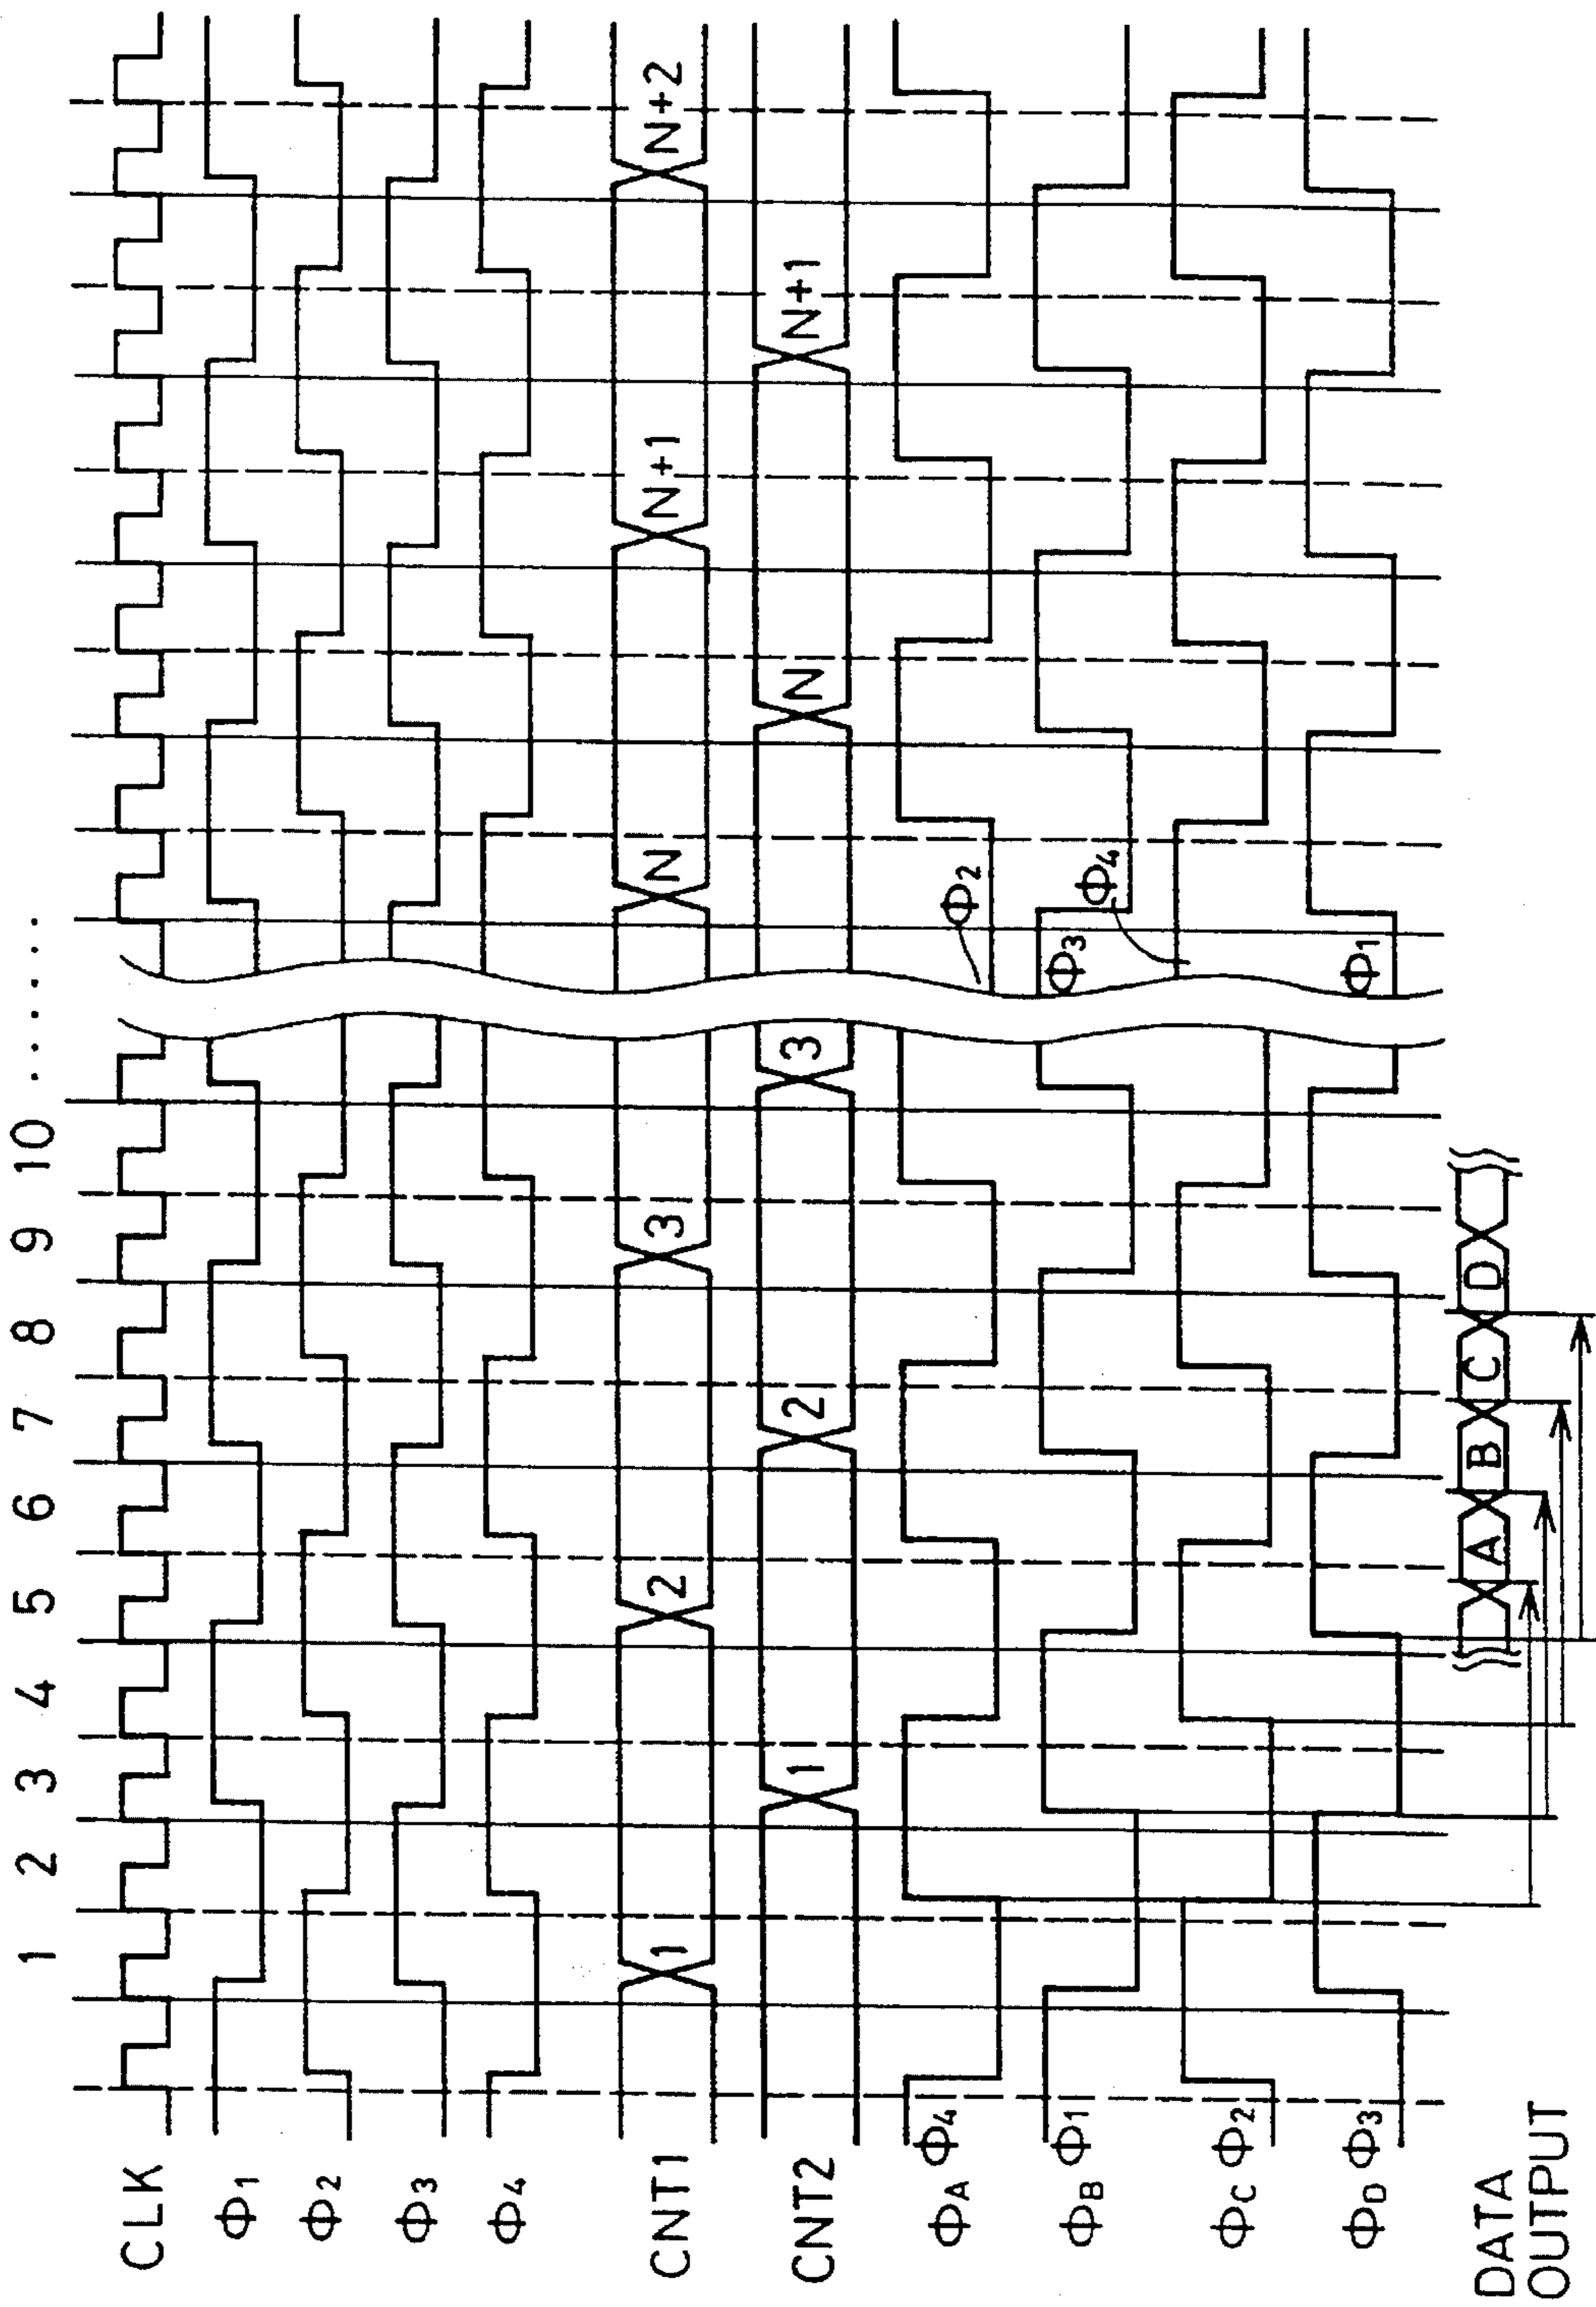 1 2 3 4 5 6 7 8 9 10 .......
CLK
Φ1
Φ2
Φ3
Φ4
CNT1 1 2 3 N N+1 N+2
CNT2 1 2 3 N N+1
ΦA Φ4 Φ2
ΦB Φ1 Φ3
ΦC Φ2 Φ4
ΦD Φ3 Φ1
DATA
OUTPUT A B C D